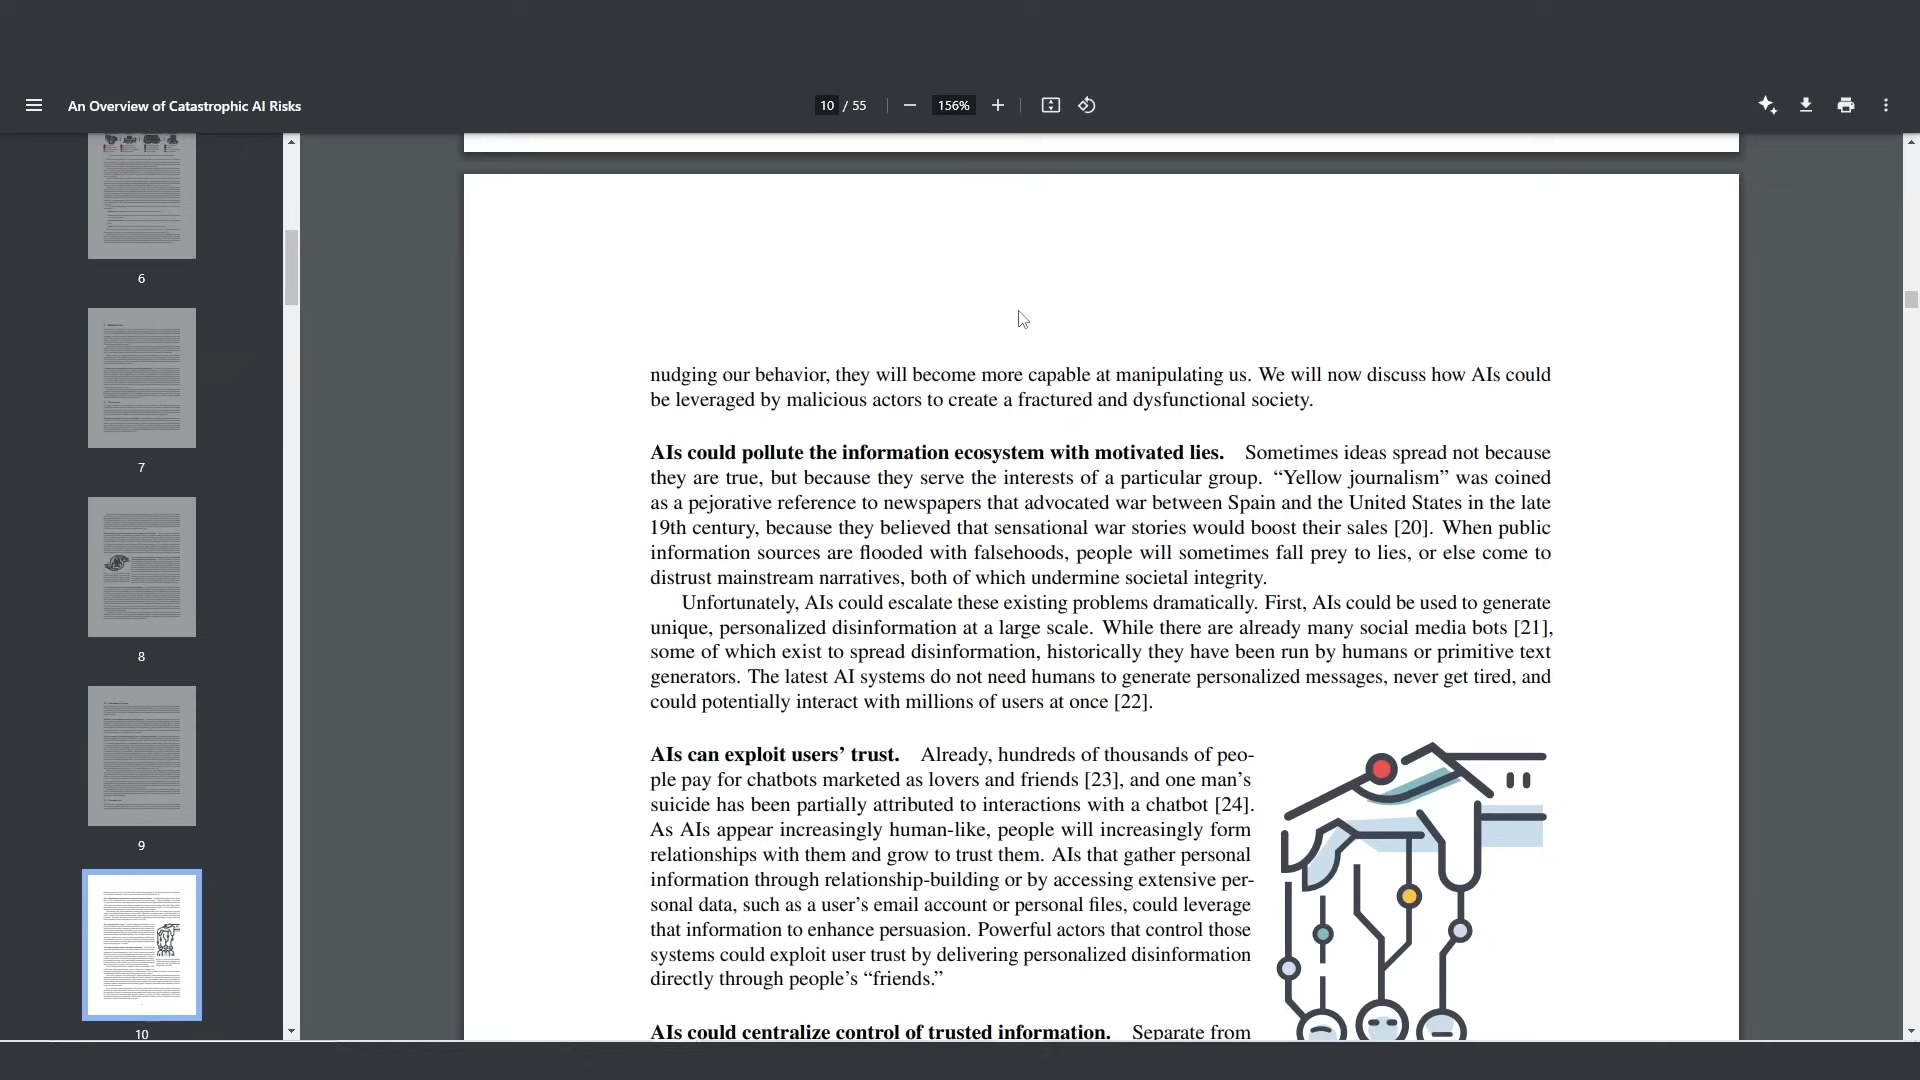 An Overview of Catastrophic AI Risks
10 / 55
156%
6
7
8
9
10
nudging our behavior, they will become more capable at manipulating us. We will now discuss how AIs could
be leveraged by malicious actors to create a fractured and dysfunctional society.
AIs could pollute the information ecosystem with motivated lies. Sometimes ideas spread not because
they are true, but because they serve the interests of a particular group. “Yellow journalism” was coined
as a pejorative reference to newspapers that advocated war between Spain and the United States in the late
19th century, because they believed that sensational war stories would boost their sales [20]. When public
information sources are flooded with falsehoods, people will sometimes fall prey to lies, or else come to
distrust mainstream narratives, both of which undermine societal integrity.
Unfortunately, AIs could escalate these existing problems dramatically. First, AIs could be used to generate
unique, personalized disinformation at a large scale. While there are already many social media bots [21],
some of which exist to spread disinformation, historically they have been run by humans or primitive text
generators. The latest AI systems do not need humans to generate personalized messages, never get tired, and
could potentially interact with millions of users at once [22].
AIs can exploit users’ trust. Already, hundreds of thousands of peo-
ple pay for chatbots marketed as lovers and friends [23], and one man’s
suicide has been partially attributed to interactions with a chatbot [24].
As AIs appear increasingly human-like, people will increasingly form
relationships with them and grow to trust them. AIs that gather personal
information through relationship-building or by accessing extensive per-
sonal data, such as a user’s email account or personal files, could leverage
that information to enhance persuasion. Powerful actors that control those
systems could exploit user trust by delivering personalized disinformation
directly through people’s “friends.”
AIs could centralize control of trusted information. Separate from